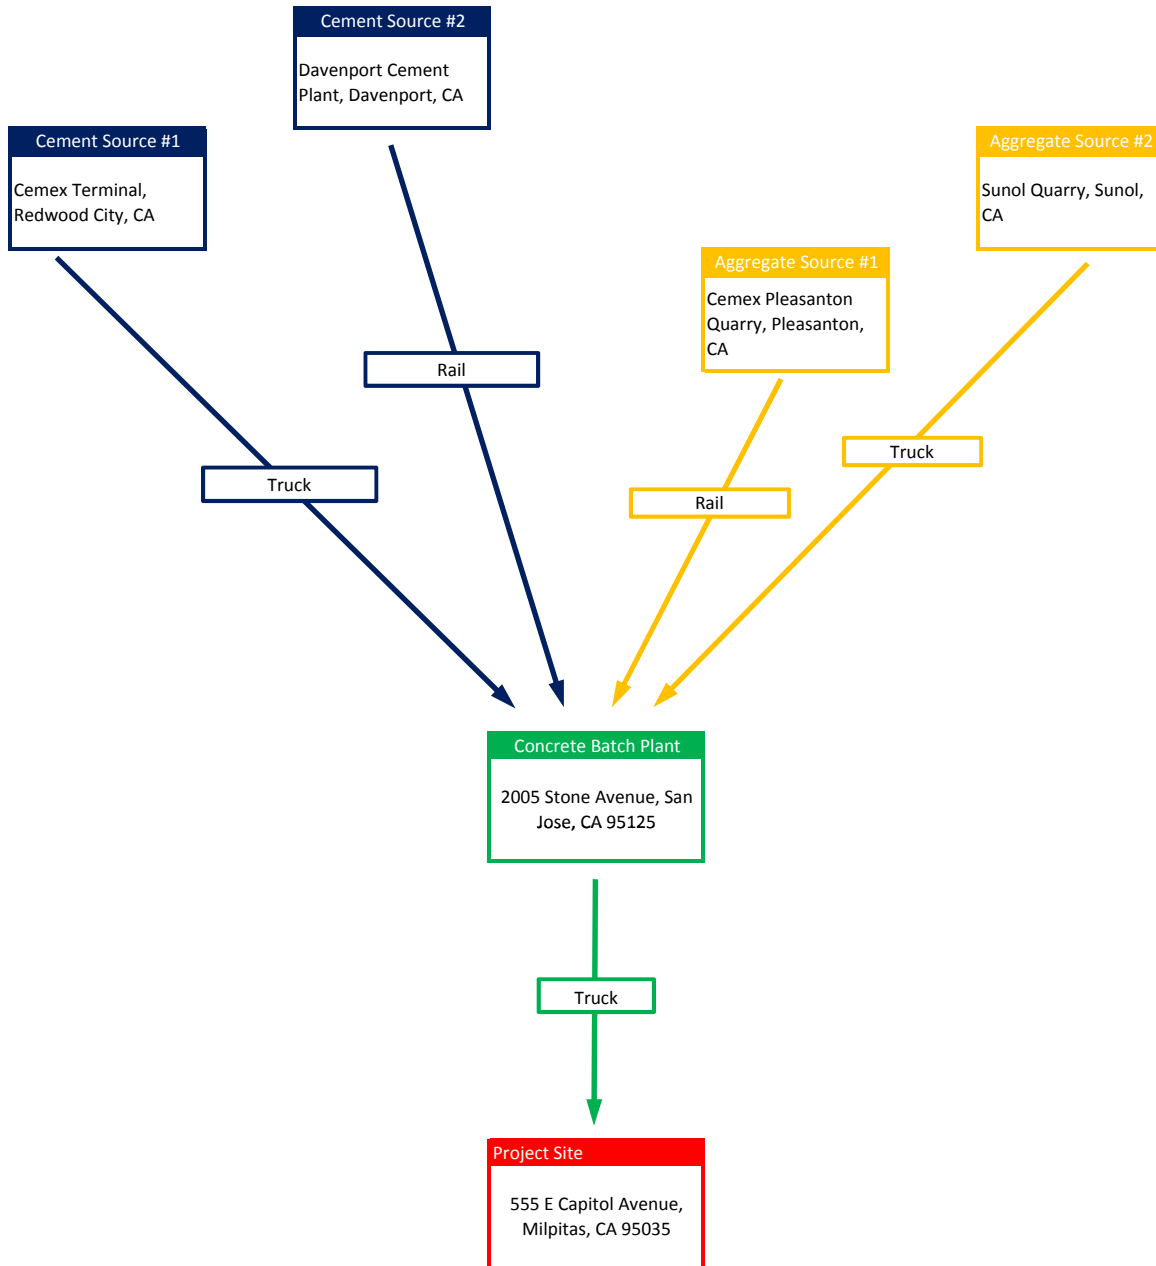 Cement Source #2
Davenport Cement
Plant, Davenport, CA
Cement Source #1
Cemex Terminal,
Redwood City, CA
Aggregate Source #2
Sunol Quarry, Sunol,
CA
Aggregate Source #1
Cemex Pleasanton
Quarry, Pleasanton,
CA
Rail
Truck
Truck
Rail
Concrete Batch Plant
2005 Stone Avenue, San
Jose, CA 95125
Truck
Project Site
555 E Capitol Avenue,
Milpitas, CA 95035